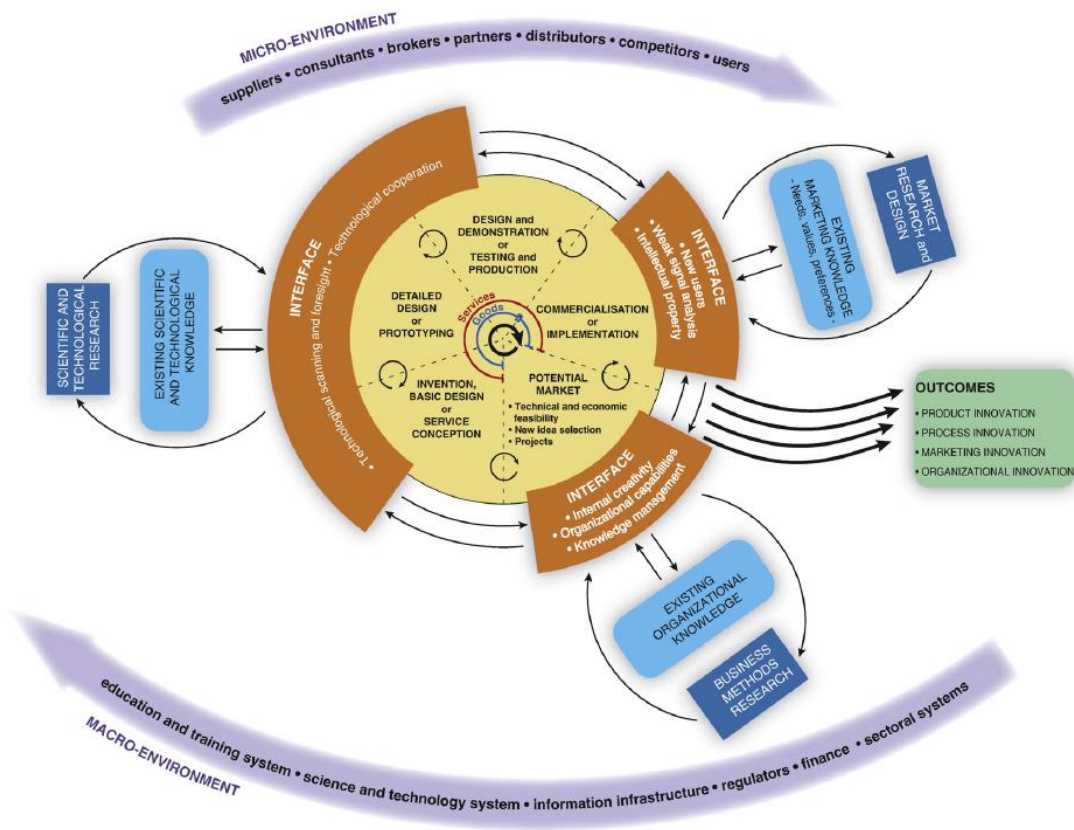 MICRO-ENVIRONMENT
suppliers • consultants • brokers • partners • distributors • competitors • users
INTERFACE
• Technological scanning and foresight • Technological cooperation
DESIGN and
DEMONSTRATION
or
TESTING and
PRODUCTION
DETAILED
DESIGN
or
PROTOTYPING
Services
Goods
COMMERCIALISATION
or
IMPLEMENTATION
INVENTION,
BASIC DESIGN
or
SERVICE
CONCEPTION
POTENTIAL
MARKET
• Technical and economic
feasibility
• New idea selection
• Projects
INTERFACE
• New users
• Weak signal analysis
• Intellectual property
EXISTING
MARKETING KNOWLEDGE
- Needs, values, preferences -
MARKET
RESEARCH and
DESIGN
SCIENTIFIC AND
TECHNOLOGICAL
RESEARCH
EXISTING SCIENTIFIC
AND TECHNOLOGICAL
KNOWLEDGE
OUTCOMES
• PRODUCT INNOVATION
• PROCESS INNOVATION
• MARKETING INNOVATION
• ORGANIZATIONAL INNOVATION
INTERFACE
• Internal creativity
• Organizational capabilities
• Knowledge management
EXISTING
ORGANIZATIONAL
KNOWLEDGE
BUSINESS
METHODS
RESEARCH
education and training system • science and technology system • information infrastructure • regulators • finance • sectoral systems
MACRO-ENVIRONMENT